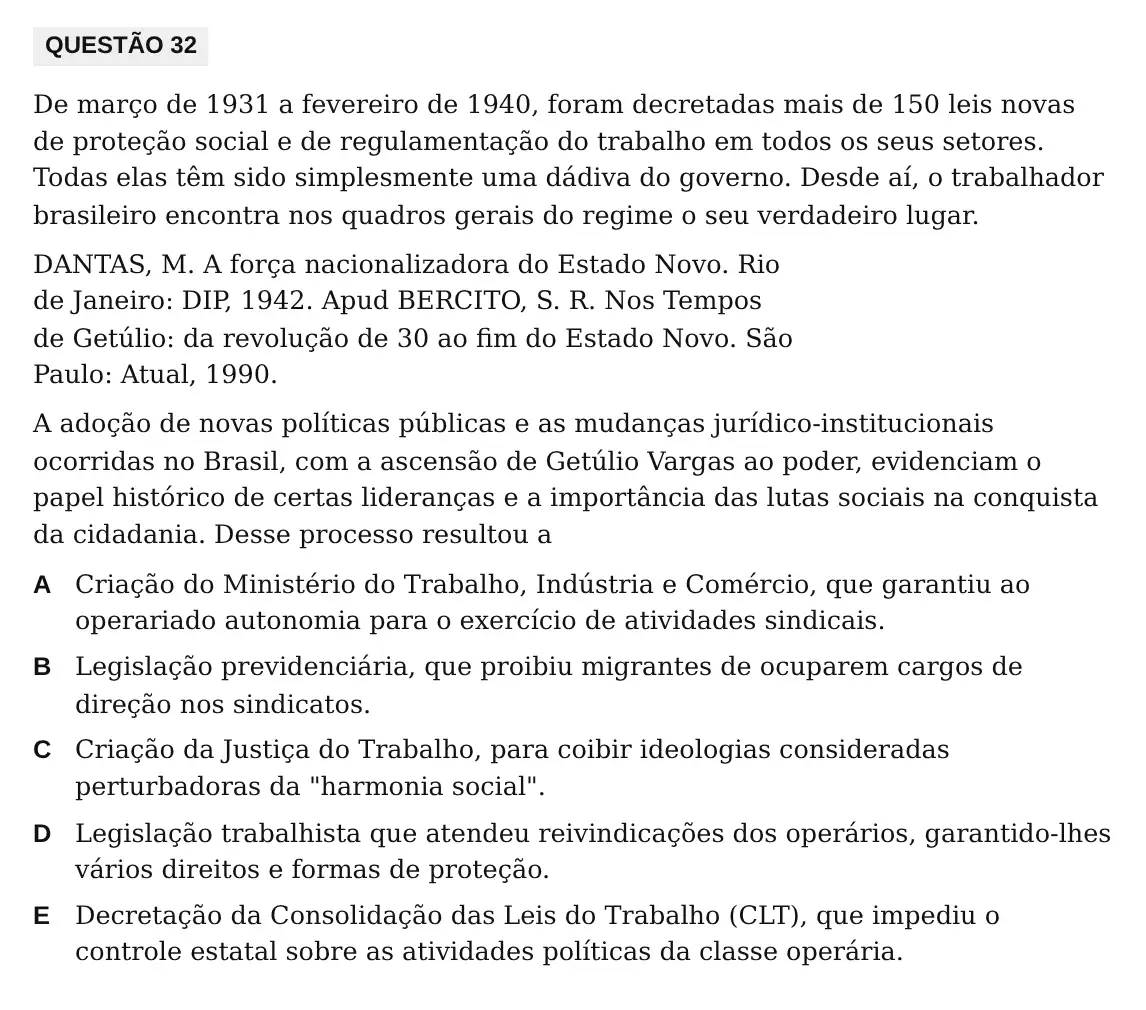 QUESTÃO 32
De março de 1931 a fevereiro de 1940, foram decretadas mais de 150 leis novas
de proteção social e de regulamentação do trabalho em todos os seus setores.
Todas elas têm sido simplesmente uma dádiva do governo. Desde aí, o trabalhador
brasileiro encontra nos quadros gerais do regime o seu verdadeiro lugar.
DANTAS, M. A força nacionalizadora do Estado Novo. Rio
de Janeiro: DIP, 1942. Apud BERCITO, S. R. Nos Tempos
de Getúlio: da revolução de 30 ao fim do Estado Novo. São
Paulo: Atual, 1990.
A adoção de novas políticas públicas e as mudanças jurídico-institucionais
ocorridas no Brasil, com a ascensão de Getúlio Vargas ao poder, evidenciam o
papel histórico de certas lideranças e a importância das lutas sociais na conquista
da cidadania. Desse processo resultou a
A Criação do Ministério do Trabalho, Indústria e Comércio, que garantiu ao
operariado autonomia para o exercício de atividades sindicais.
B Legislação previdenciária, que proibiu migrantes de ocuparem cargos de
direção nos sindicatos.
C Criação da Justiça do Trabalho, para coibir ideologias consideradas
perturbadoras da "harmonia social".
D Legislação trabalhista que atendeu reivindicações dos operários, garantido-lhes
vários direitos e formas de proteção.
E Decretação da Consolidação das Leis do Trabalho (CLT), que impediu o
controle estatal sobre as atividades políticas da classe operária.